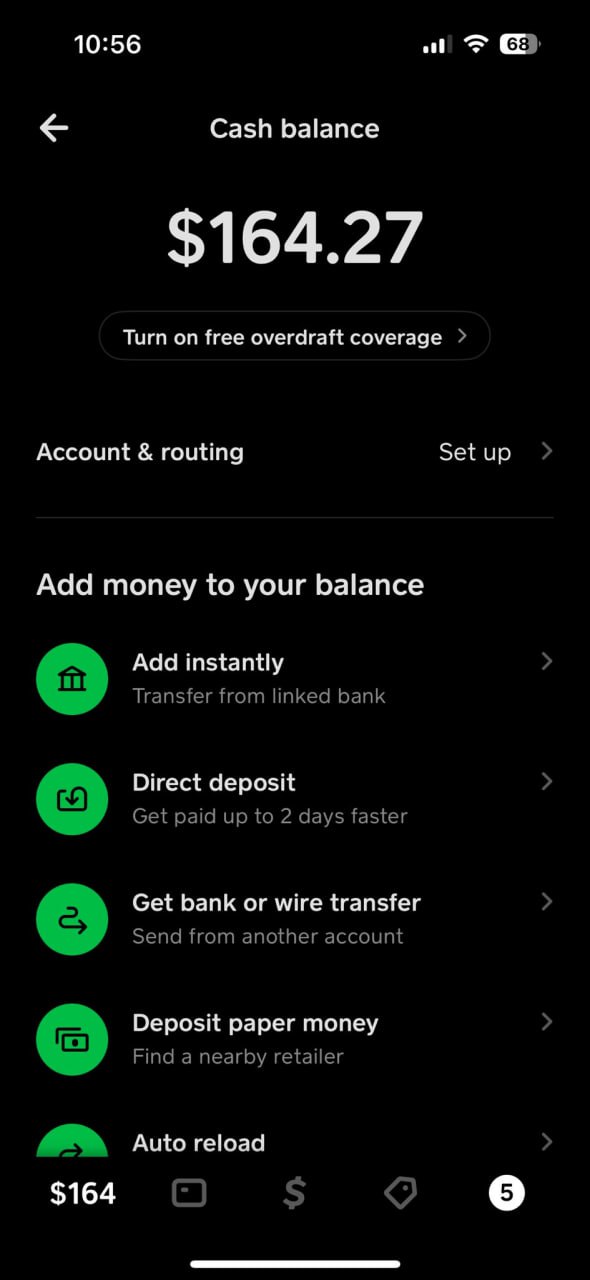 10:56
68
Cash balance
$164.27
Turn on free overdraft coverage
Account & routing
Set up
Add money to your balance
Add instantly
Transfer from linked bank
Direct deposit
Get paid up to 2 days faster
Get bank or wire transfer
Send from another account
Deposit paper money
Find a nearby retailer
Auto reload
$164
$
5